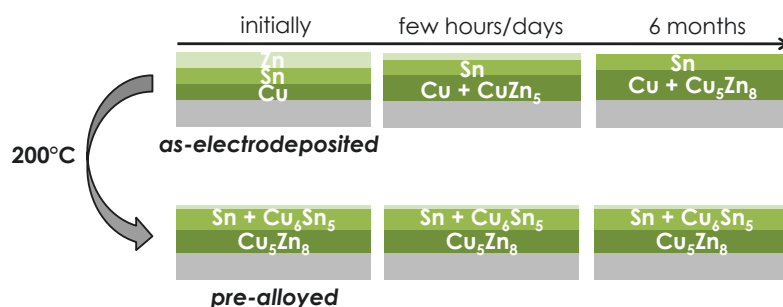 initially few hours/days 6 months
Zn
Sn
Cu
Sn
Cu + CuZn₅
Sn
Cu + Cu₅Zn₈
as-electrodeposited
200°C
Sn + Cu₆Sn₅
Cu₅Zn₈
Sn + Cu₆Sn₅
Cu₅Zn₈
Sn + Cu₆Sn₅
Cu₅Zn₈
pre-alloyed